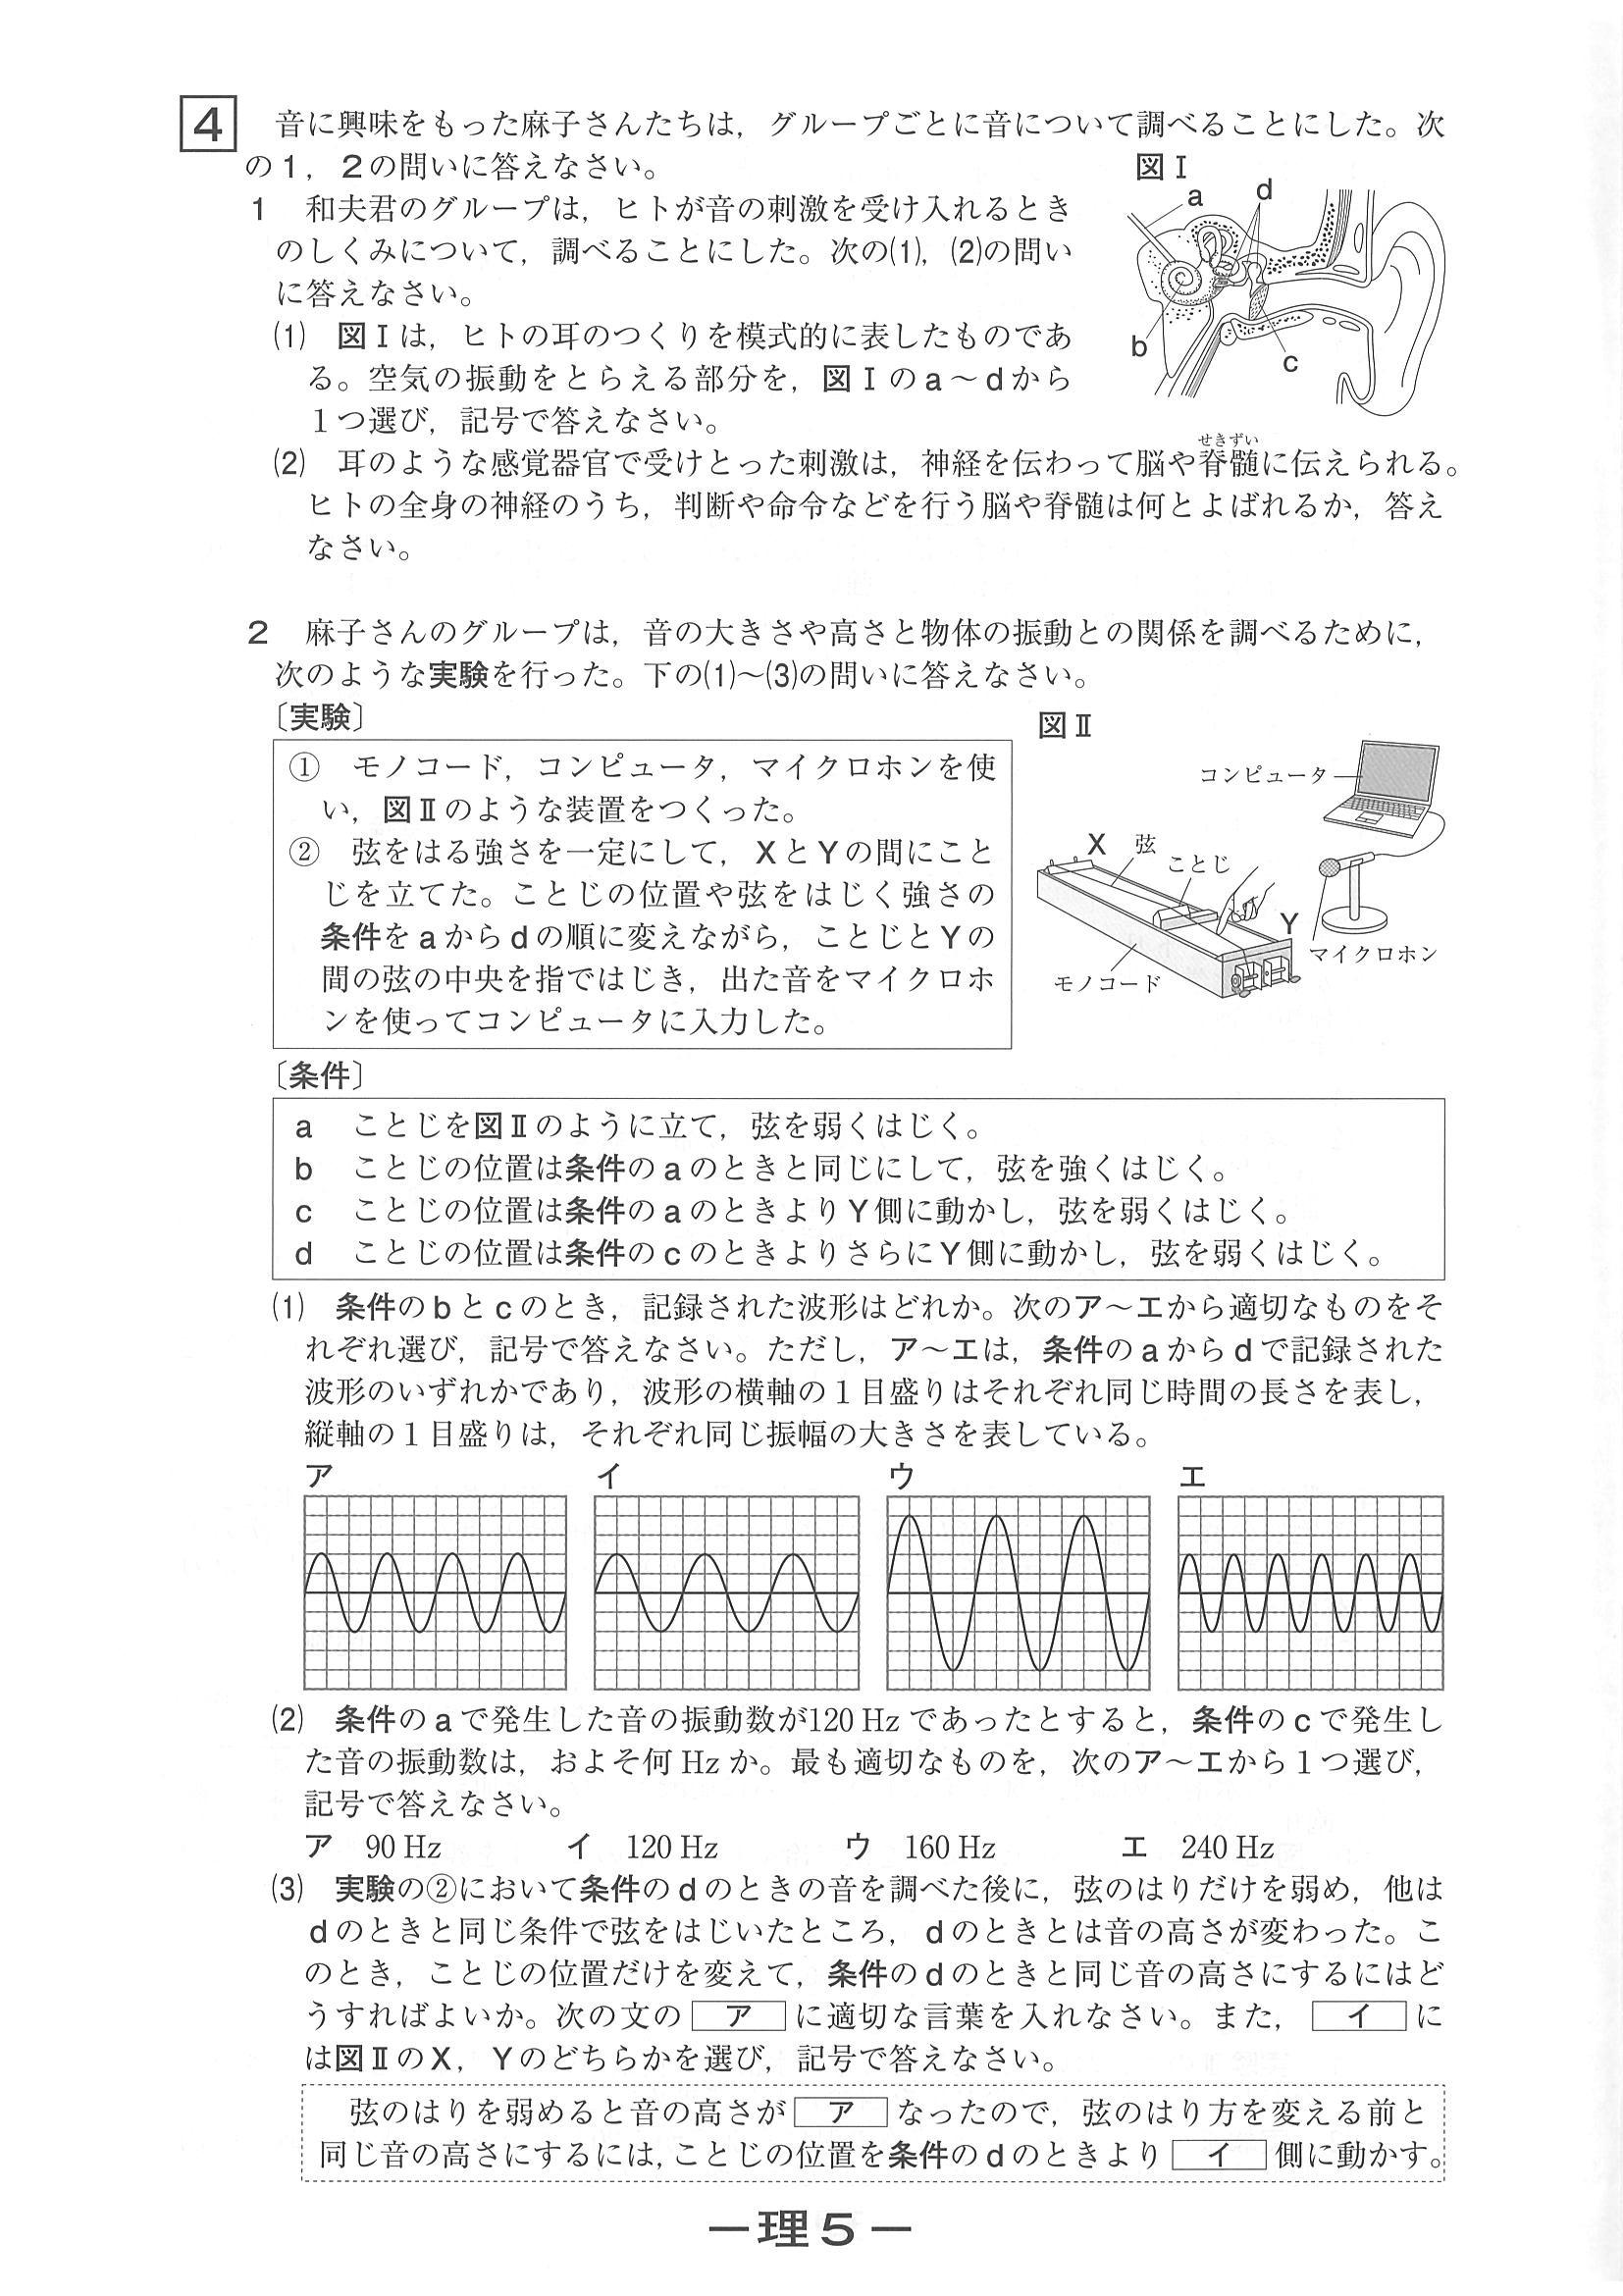 4　音に興味をもった麻子さんたちは，グループごとに音について調べることにした。次
の1，2の問いに答えなさい。
図Ⅰ
a
d
b
c
1　和夫君のグループは，ヒトが音の刺激を受け入れるとき
のしくみについて，調べることにした。次の⑴，⑵の問い
に答えなさい。
⑴　図Ⅰは，ヒトの耳のつくりを模式的に表したものであ
る。空気の振動をとらえる部分を，図Ⅰのa～dから
1つ選び，記号で答えなさい。
せきずい
⑵　耳のような感覚器官で受けとった刺激は，神経を伝わって脳や脊髄に伝えられる。
ヒトの全身の神経のうち，判断や命令などを行う脳や脊髄は何とよばれるか，答え
なさい。
2　麻子さんのグループは，音の大きさや高さと物体の振動との関係を調べるために，
次のような実験を行った。下の⑴～⑶の問いに答えなさい。
〔実験〕
①　モノコード，コンピュータ，マイクロホンを使
い，図Ⅱのような装置をつくった。
②　弦をはる強さを一定にして，XとYの間にこと
じを立てた。ことじの位置や弦をはじく強さの
条件をaからdの順に変えながら，ことじとYの
間の弦の中央を指ではじき，出た音をマイクロホ
ンを使ってコンピュータに入力した。
図Ⅱ
コンピュータ
X
弦
ことじ
Y
マイクロホン
モノコード
〔条件〕
a　ことじを図Ⅱのように立て，弦を弱くはじく。
b　ことじの位置は条件のaのときと同じにして，弦を強くはじく。
c　ことじの位置は条件のaのときよりY側に動かし，弦を弱くはじく。
d　ことじの位置は条件のcのときよりさらにY側に動かし，弦を弱くはじく。
⑴　条件のbとcのとき，記録された波形はどれか。次のア～エから適切なものをそ
れぞれ選び，記号で答えなさい。ただし，ア～エは，条件のaからdで記録された
波形のいずれかであり，波形の横軸の1目盛りはそれぞれ同じ時間の長さを表し，
縦軸の1目盛りは，それぞれ同じ振幅の大きさを表している。
ア　イ　ウ　エ
⑵　条件のaで発生した音の振動数が120 Hzであったとすると，条件のcで発生し
た音の振動数は，およそ何 Hz か。最も適切なものを，次のア～エから1つ選び，
記号で答えなさい。
ア　90 Hz　イ　120 Hz　ウ　160 Hz　エ　240 Hz
⑶　実験の②において条件のdのときの音を調べた後に，弦のはりだけを弱め，他は
dのときと同じ条件で弦をはじいたところ，dのときとは音の高さが変わった。こ
のとき，ことじの位置だけを変えて，条件のdのときと同じ音の高さにするにはど
うすればよいか。次の文の　ア　に適切な言葉を入れなさい。また，　イ　に
は図ⅡのX，Yのどちらかを選び，記号で答えなさい。
弦のはりを弱めると音の高さが　ア　なったので，弦のはり方を変える前と
同じ音の高さにするには，ことじの位置を条件のdのときより　イ　側に動かす。
－理5－